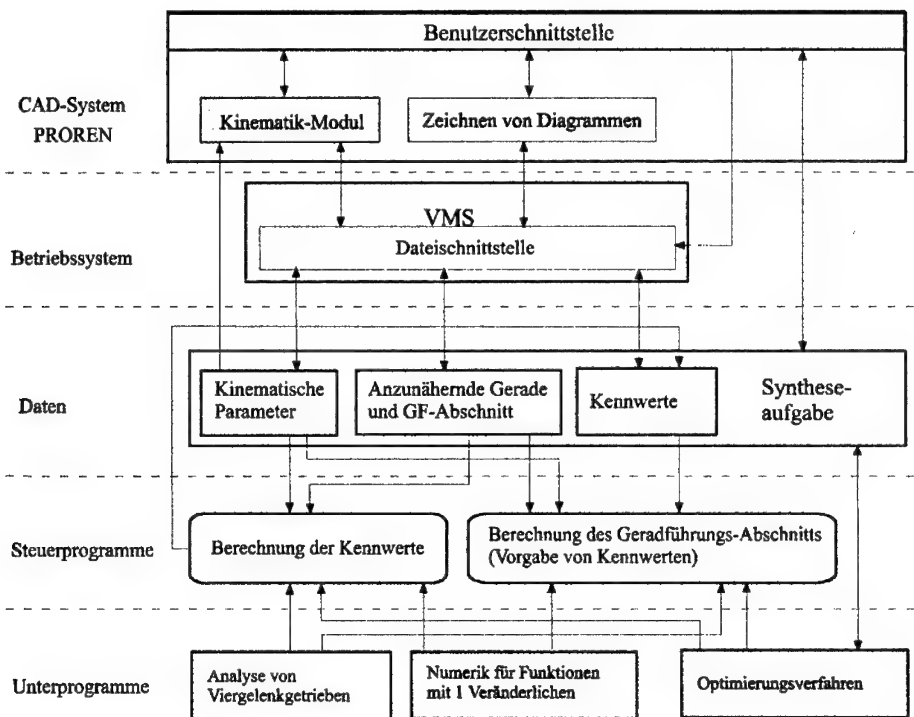 Benutzerschnittstelle
CAD-System
PROREN
Kinematik-Modul
Zeichnen von Diagrammen
VMS
Dateischnittstelle
Betriebssystem
Daten
Kinematische
Parameter
Anzunähernde Gerade
und GF-Abschnitt
Kennwerte
Synthese-
aufgabe
Steuerprogramme
Berechnung der Kennwerte
Berechnung des Geradführungs-Abschnitts
(Vorgabe von Kennwerten)
Unterprogramme
Analyse von
Viergelenkgetrieben
Numerik für Funktionen
mit 1 Veränderlichen
Optimierungsverfahren